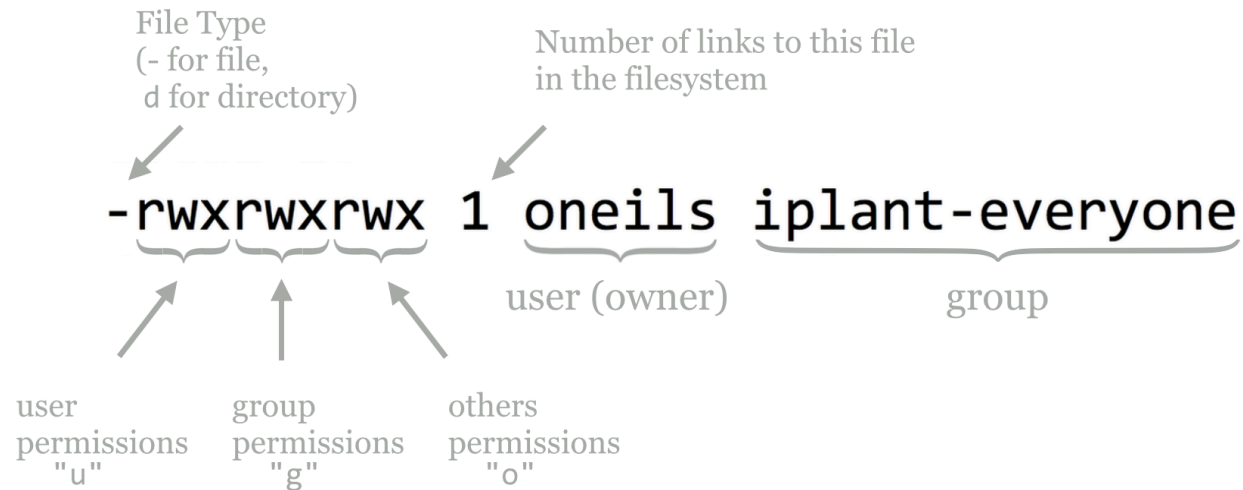 File Type
(- for file,
d for directory)
Number of links to this file
in the filesystem
-rwxrwxrwx 1 oneils iplant-everyone
user (owner)
group
user
permissions
"u"
group
permissions
"g"
others
permissions
"o"